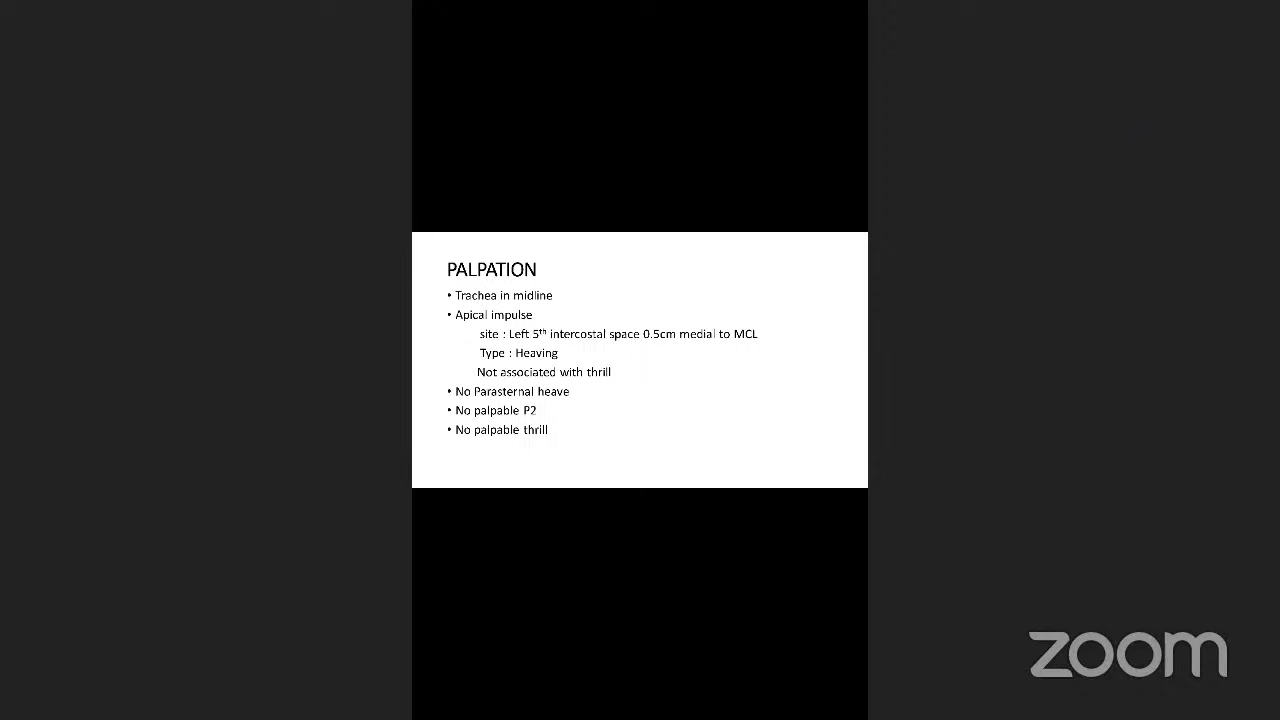 PALPATION
• Trachea in midline
• Apical impulse
site : Left 5th intercostal space 0.5cm medial to MCL
Type : Heaving
Not associated with thrill
• No Parasternal heave
• No palpable P2
• No palpable thrill
zoom